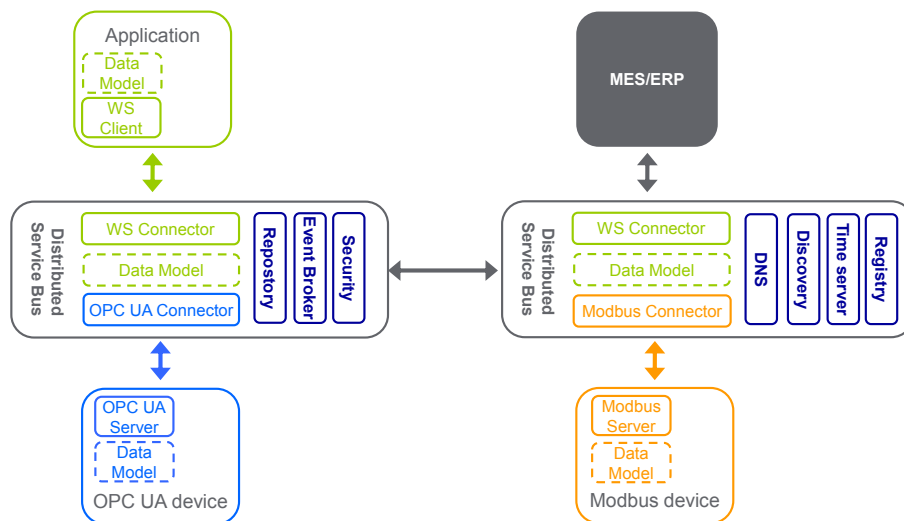 Application
Data
Model
WS
Client
MES/ERP
Distributed
Service Bus
WS Connector
Data Model
OPC UA Connector
Repostory
Event Broker
Security
Distributed
Service Bus
WS Connector
Data Model
Modbus Connector
DNS
Discovery
Time server
Registry
OPC UA
Server
Data
Model
OPC UA device
Modbus
Server
Data
Model
Modbus device